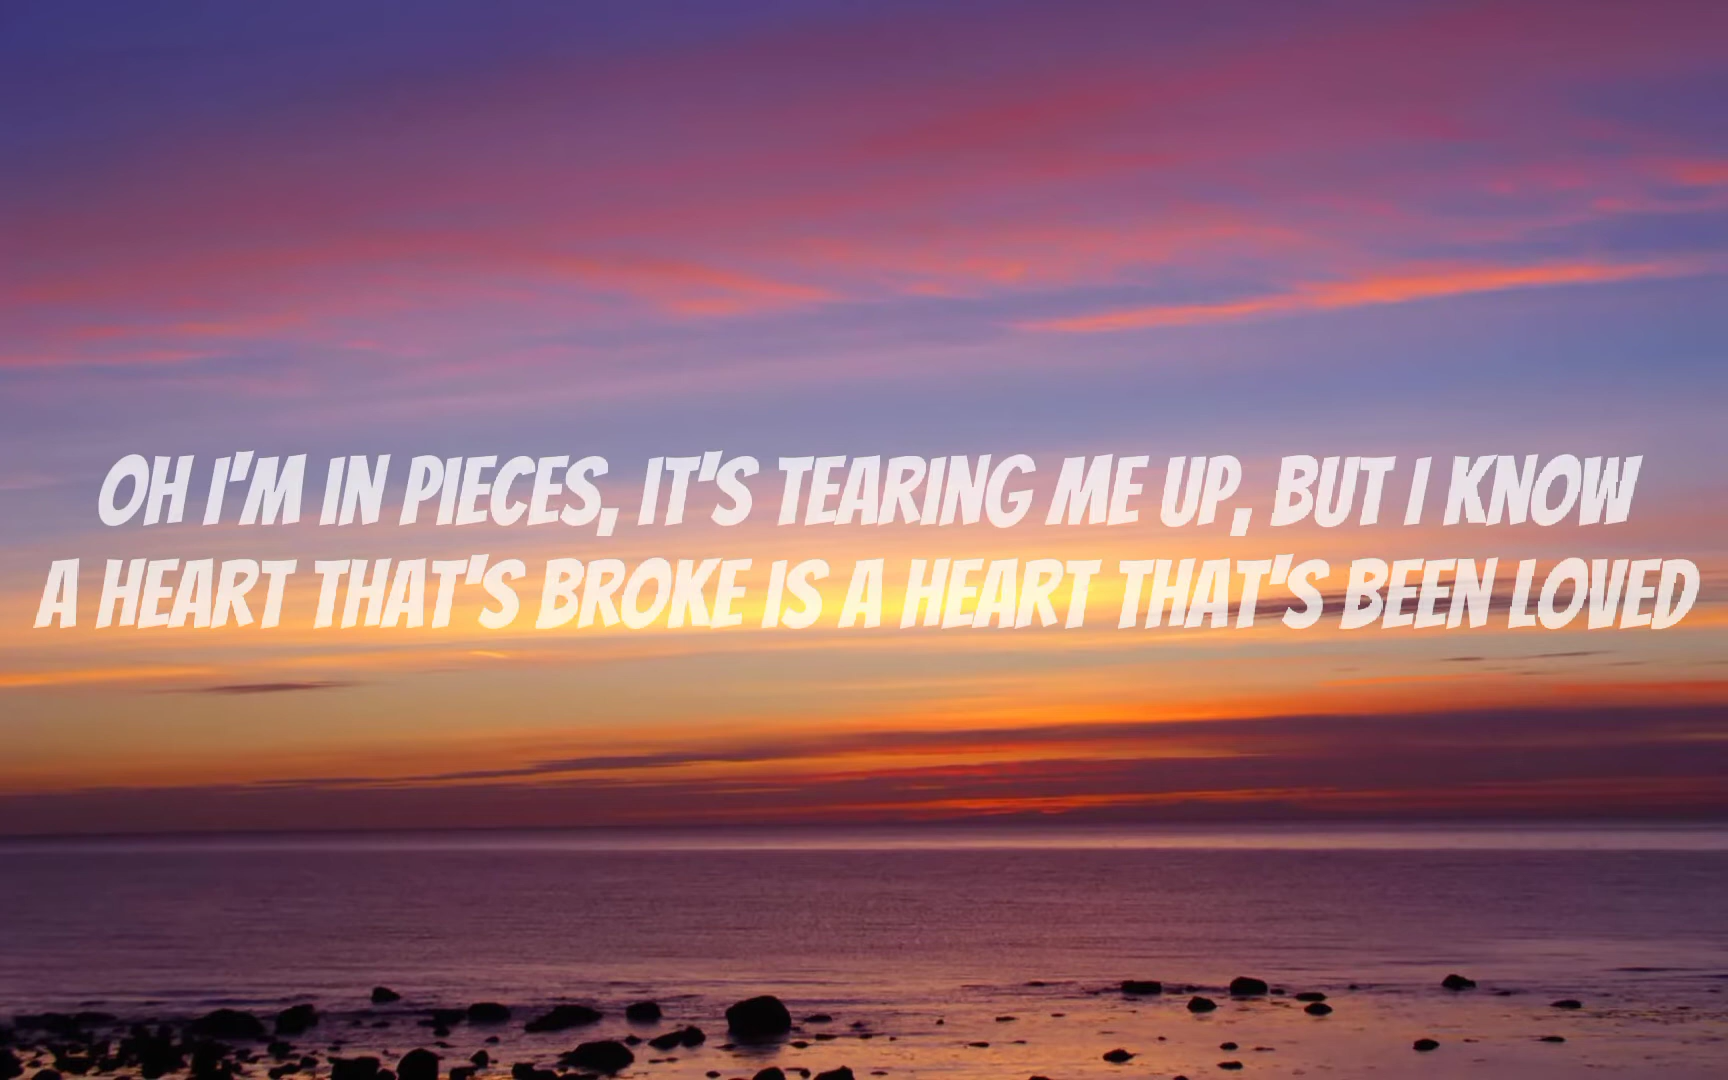 OH I'M IN PIECES, IT'S TEARING ME UP, BUT I KNOW
A HEART THAT'S BROKE IS A HEART THAT'S BEEN LOVED